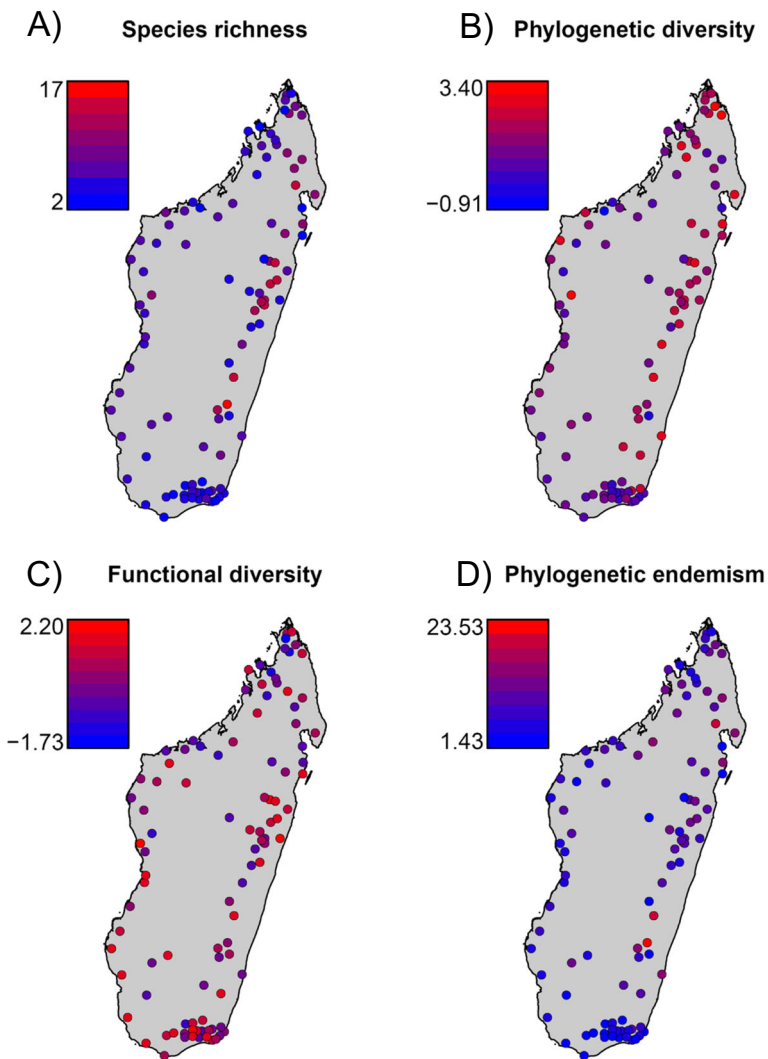 A) Species richness
17
2
B) Phylogenetic diversity
3.40
−0.91
C) Functional diversity
2.20
−1.73
D) Phylogenetic endemism
23.53
1.43